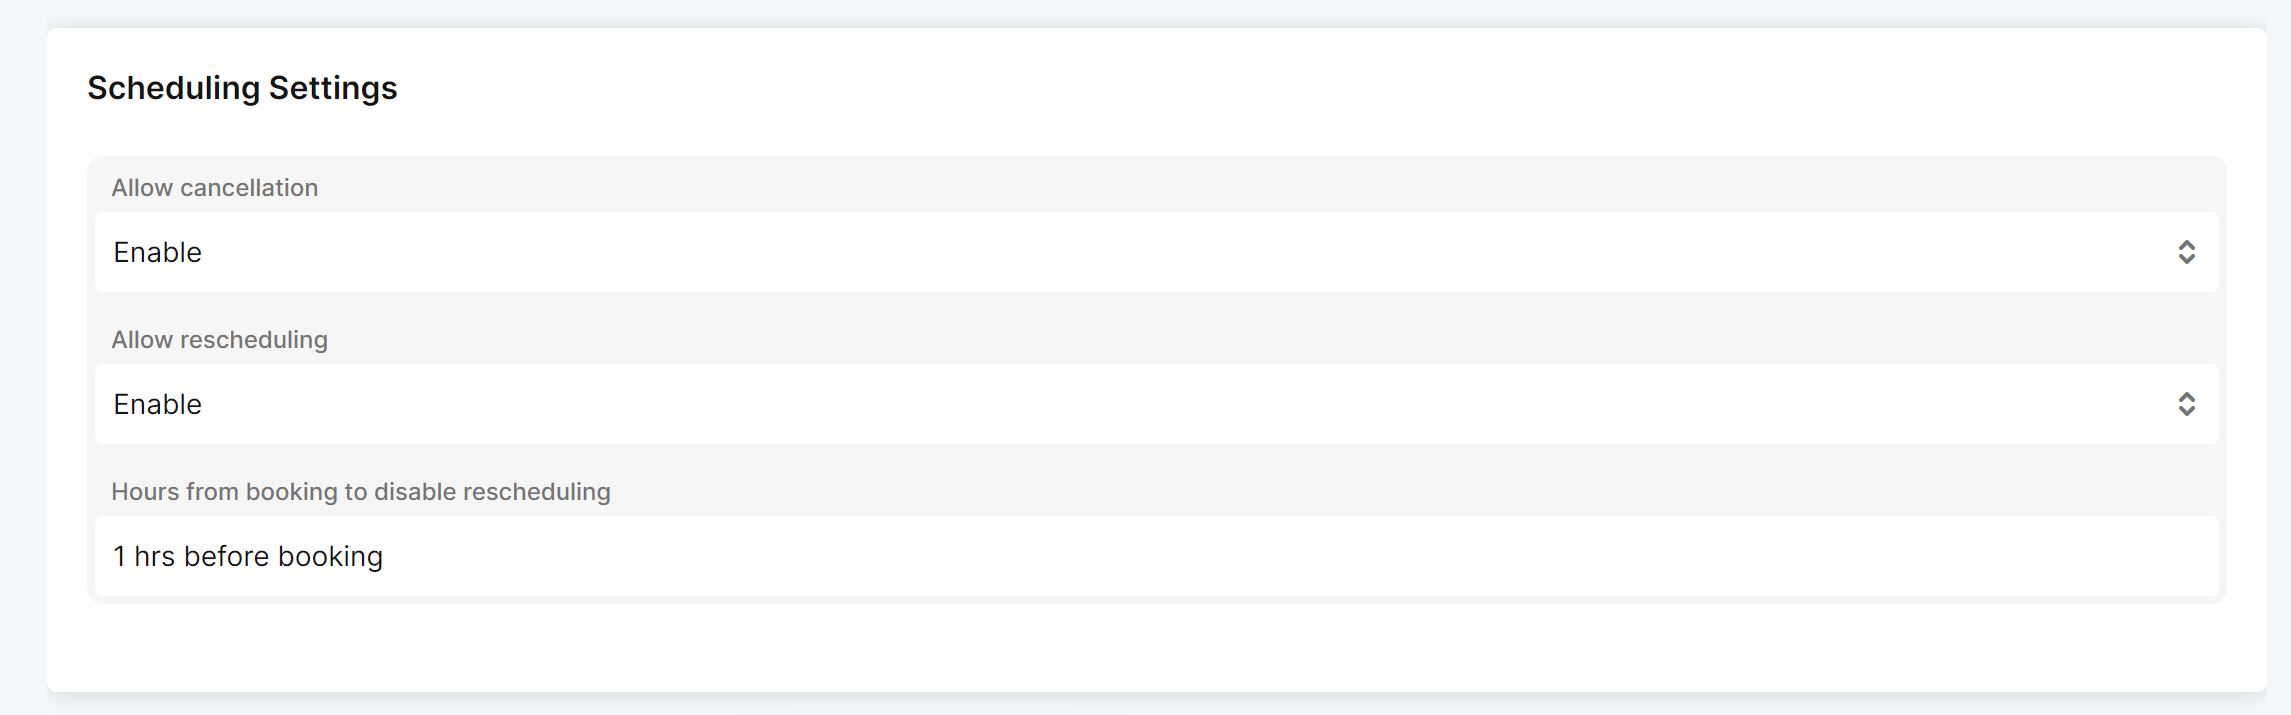 Scheduling Settings
Allow cancellation
Enable
Allow rescheduling
Enable
Hours from booking to disable rescheduling
1 hrs before booking